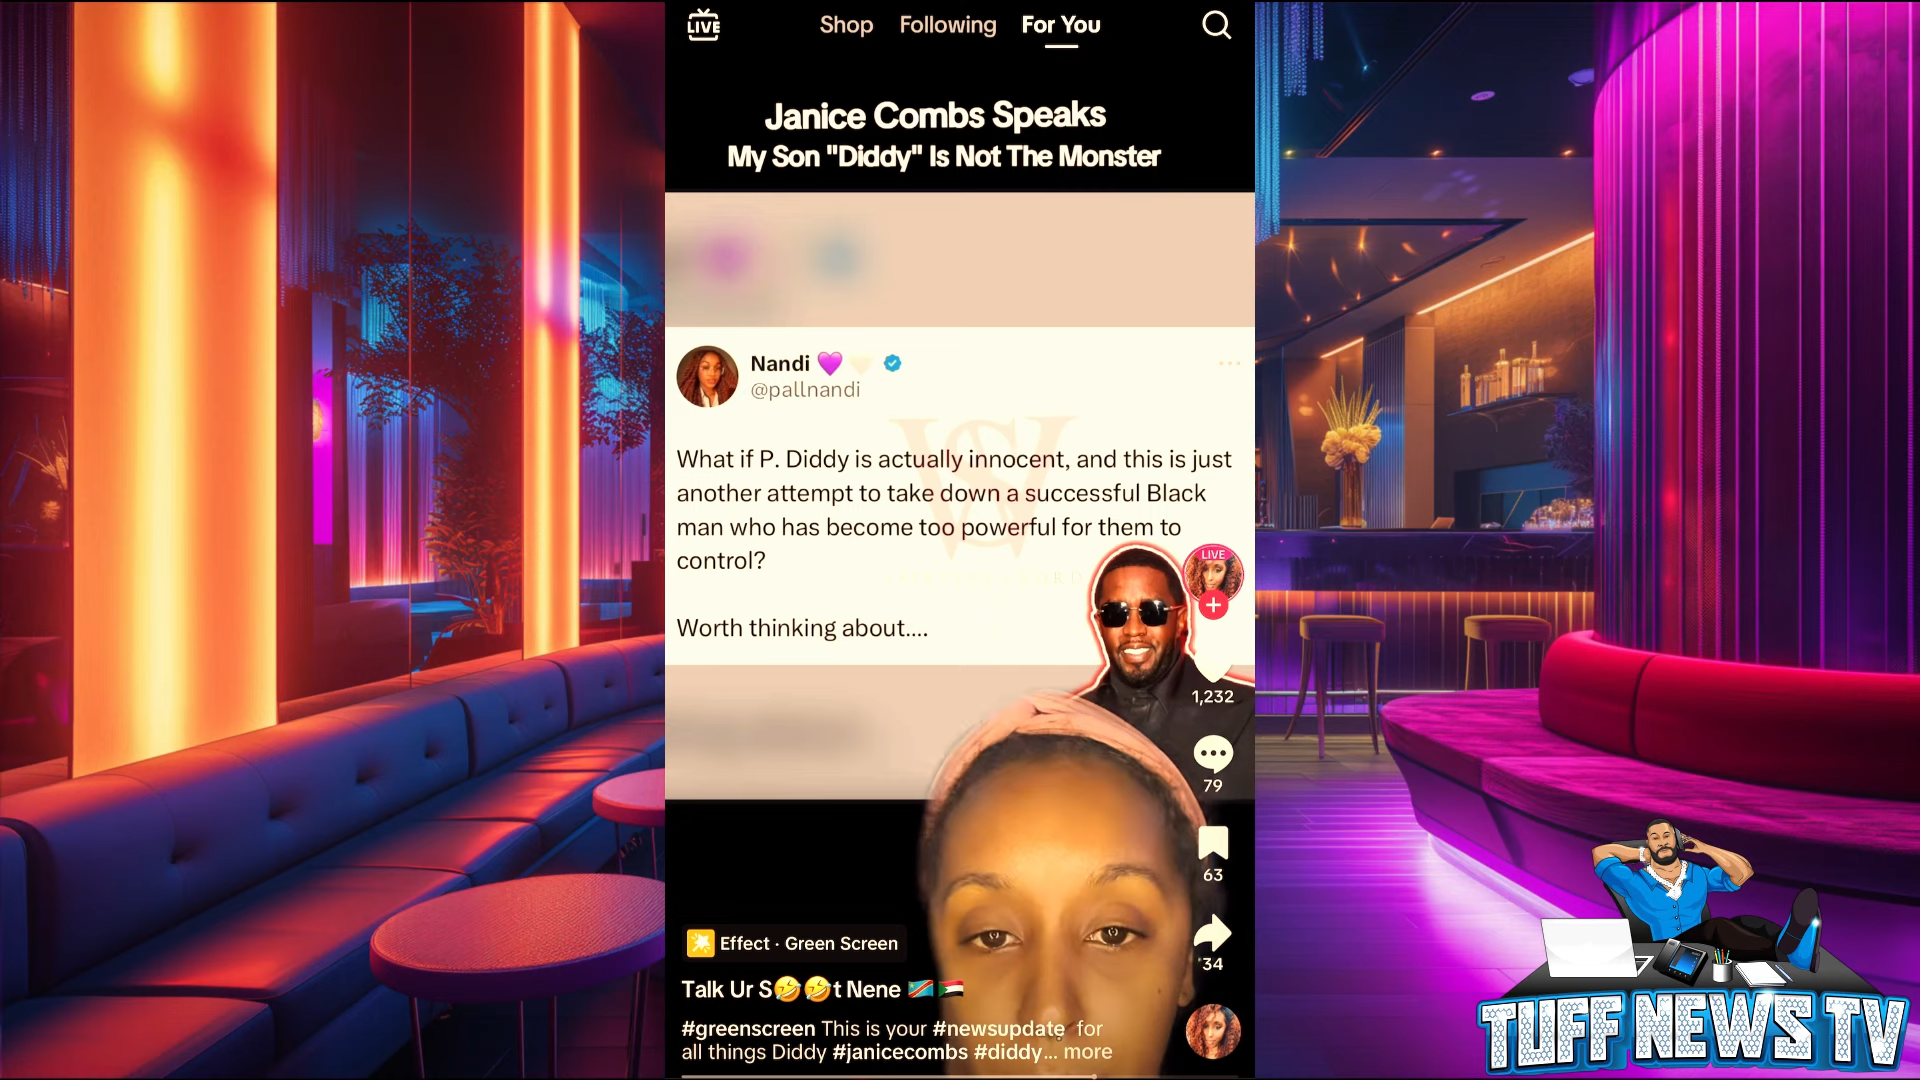 LIVE
Shop Following For You
Janice Combs Speaks
My Son "Diddy" Is Not The Monster
Nandi 💜
@pallnandi
What if P. Diddy is actually innocent, and this is just
another attempt to take down a successful Black
man who has become too powerful for them to
control?
Worth thinking about....
LIVE
1,232
79
63
34
Effect · Green Screen
Talk Ur S🤣🤣t Nene 🇨🇩🇸🇩
#greenscreen This is your #newsupdate for
all things Diddy #janicecombs #diddy... more
TUFF NEWS TV